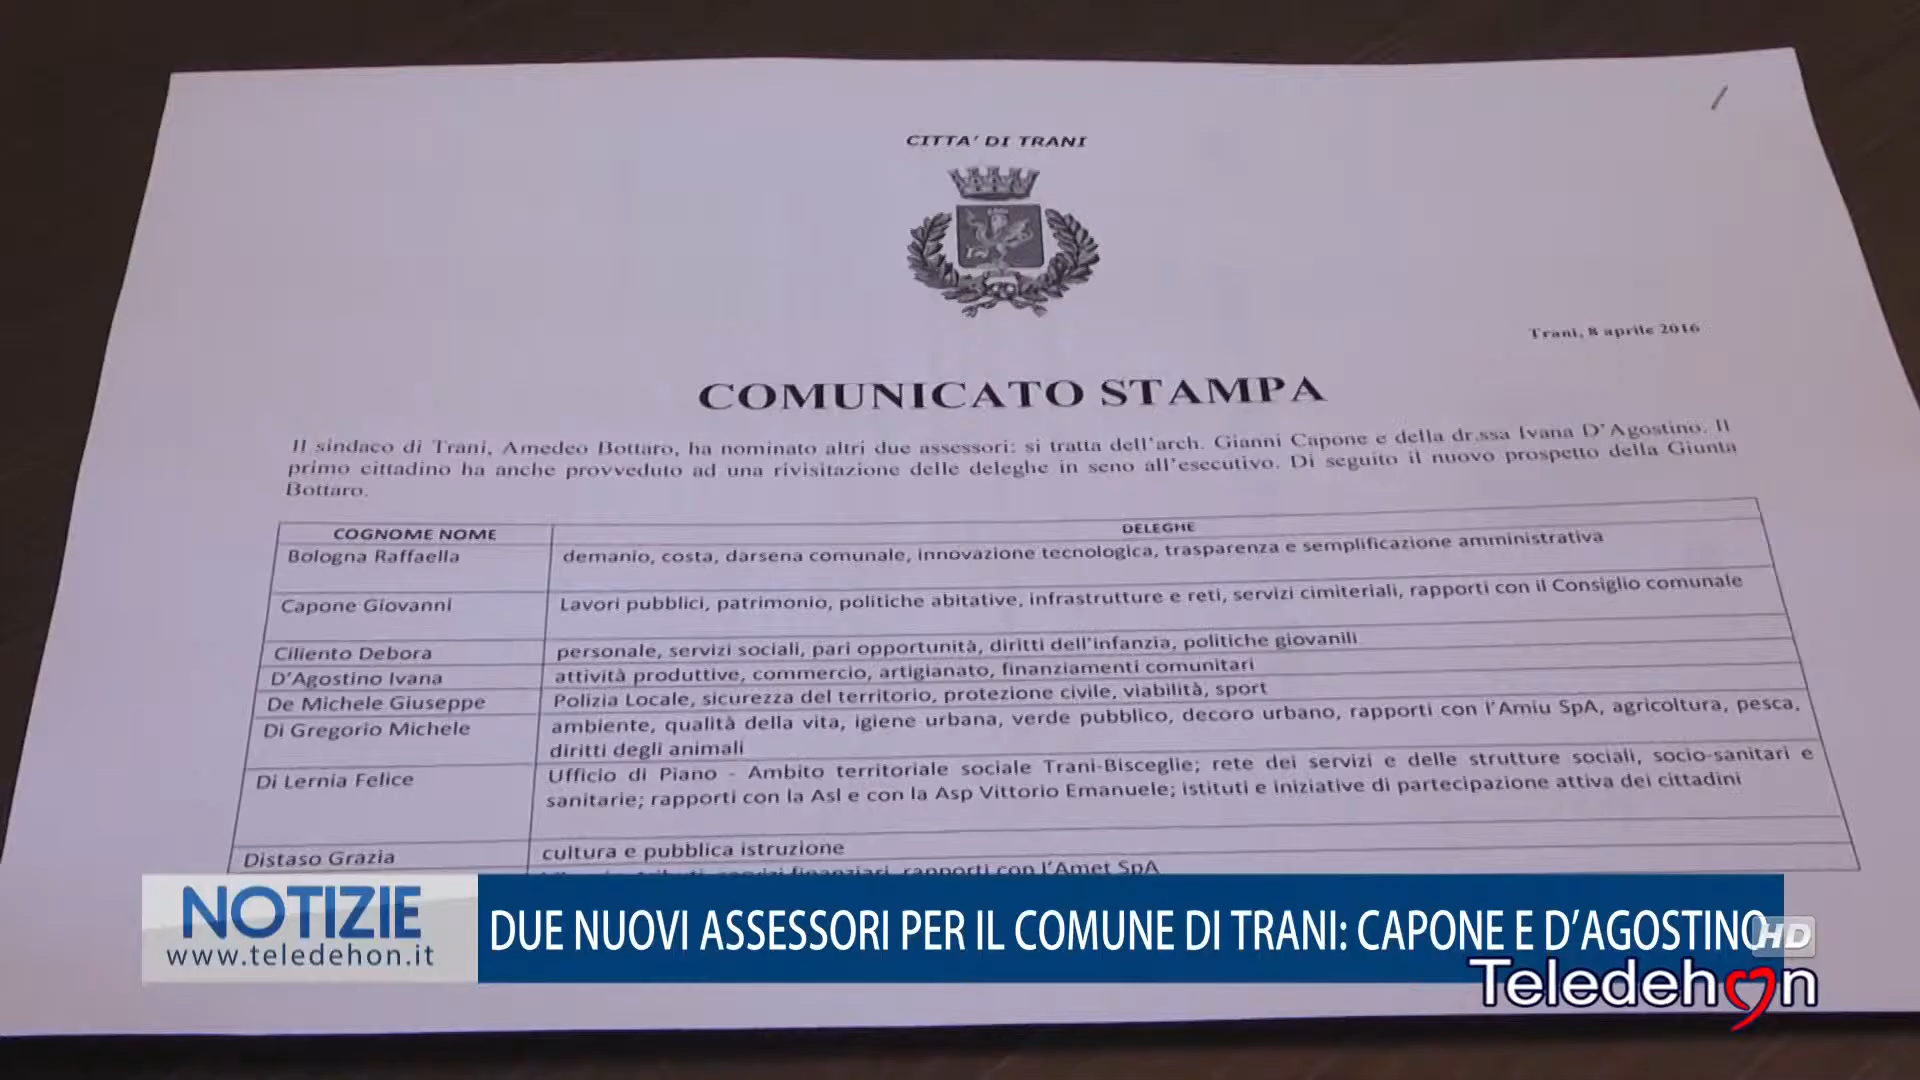 CITTA' DI TRANI
Trani, 8 aprile 2016
COMUNICATO STAMPA
Il sindaco di Trani, Amedeo Bottaro, ha nominato altri due assessori: si tratta dell'arch. Gianni Capone e della dr.ssa Ivana D'Agostino. Il
primo cittadino ha anche provveduto ad una rivisitazione delle deleghe in seno all'esecutivo. Di seguito il nuovo prospetto della Giunta
Bottaro.
COGNOME NOME DELEGHE
Bologna Raffaella demanio, costa, darsena comunale, innovazione tecnologica, trasparenza e semplificazione amministrativa
Capone Giovanni Lavori pubblici, patrimonio, politiche abitative, infrastrutture e reti, servizi cimiteriali, rapporti con il Consiglio comunale
Ciliento Debora personale, servizi sociali, pari opportunità, diritti dell'infanzia, politiche giovanili
D'Agostino Ivana attività produttive, commercio, artigianato, finanziamenti comunitari
De Michele Giuseppe Polizia Locale, sicurezza del territorio, protezione civile, viabilità, sport
Di Gregorio Michele ambiente, qualità della vita, igiene urbana, verde pubblico, decoro urbano, rapporti con l'Amiu SpA, agricoltura, pesca,
diritti degli animali
Di Lernia Felice Ufficio di Piano - Ambito territoriale sociale Trani-Bisceglie; rete dei servizi e delle strutture sociali, socio-sanitari e
sanitarie; rapporti con la Asl e con la Asp Vittorio Emanuele; istituti e iniziative di partecipazione attiva dei cittadini
Distaso Grazia cultura e pubblica istruzione
servizi finanziari, rapporti con l'Amet SpA
NOTIZIE
www.teledehon.it
DUE NUOVI ASSESSORI PER IL COMUNE DI TRANI: CAPONE E D'AGOSTINO
HD
Teledehon